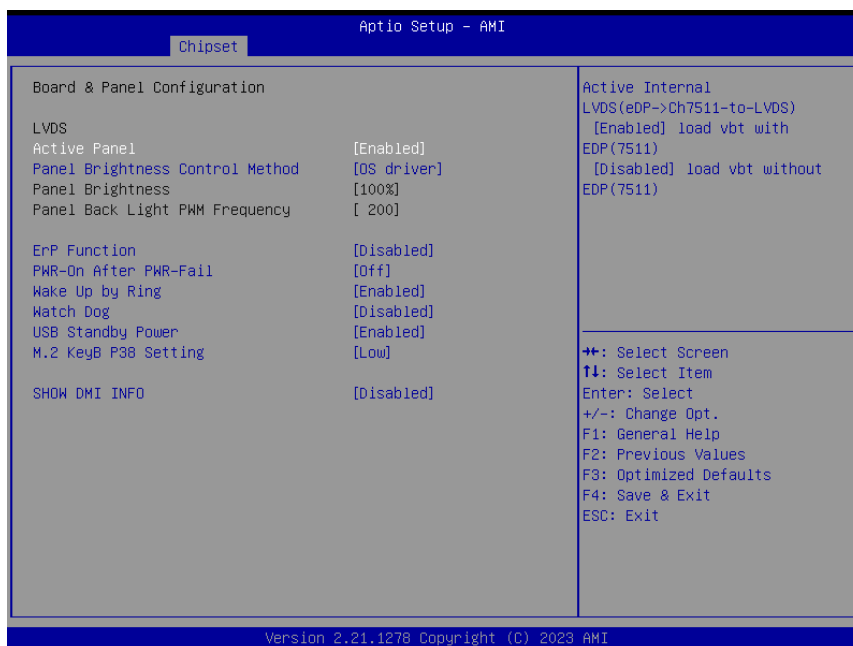 Aptio Setup – AMI
Chipset
Board & Panel Configuration
LVDS
Active Panel [Enabled]
Panel Brightness Control Method [OS driver]
Panel Brightness [100%]
Panel Back Light PWM Frequency [ 200]
ErP Function [Disabled]
PWR-On After PWR-Fail [Off]
Wake Up by Ring [Enabled]
Watch Dog [Disabled]
USB Standby Power [Enabled]
M.2 KeyB P38 Setting [Low]
SHOW DMI INFO [Disabled]
Active Internal
LVDS(eDP->Ch7511-to-LVDS)
[Enabled] load vbt with
EDP(7511)
[Disabled] load vbt without
EDP(7511)
→←: Select Screen
↑↓: Select Item
Enter: Select
+/-: Change Opt.
F1: General Help
F2: Previous Values
F3: Optimized Defaults
F4: Save & Exit
ESC: Exit
Version 2.21.1278 Copyright (C) 2023 AMI